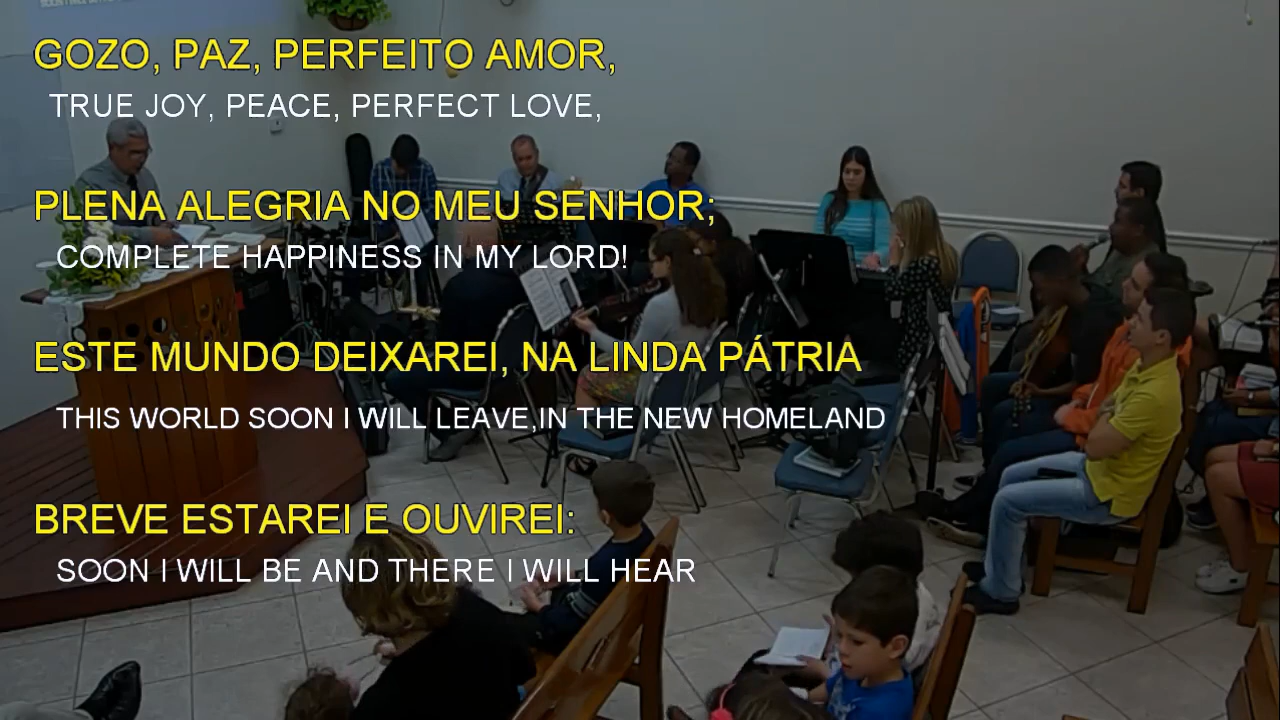 GOZO, PAZ, PERFEITO AMOR,
TRUE JOY, PEACE, PERFECT LOVE,
PLENA ALEGRIA NO MEU SENHOR;
COMPLETE HAPPINESS IN MY LORD!
ESTE MUNDO DEIXAREI, NA LINDA PÁTRIA
THIS WORLD SOON I WILL LEAVE,IN THE NEW HOMELAND
BREVE ESTAREI E OUVIREI:
SOON I WILL BE AND THERE I WILL HEAR